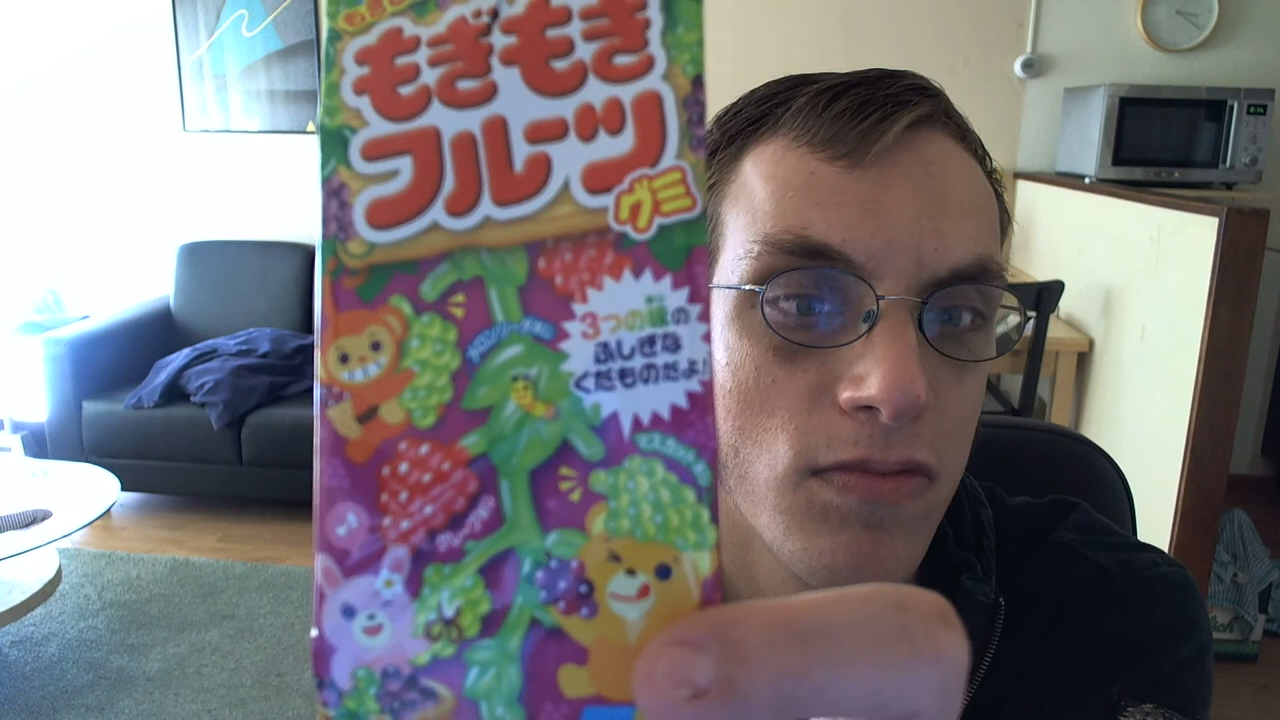 もぎもぎ
フルーツ
グミ
3つの味の
ふしぎな
くだものだよ!